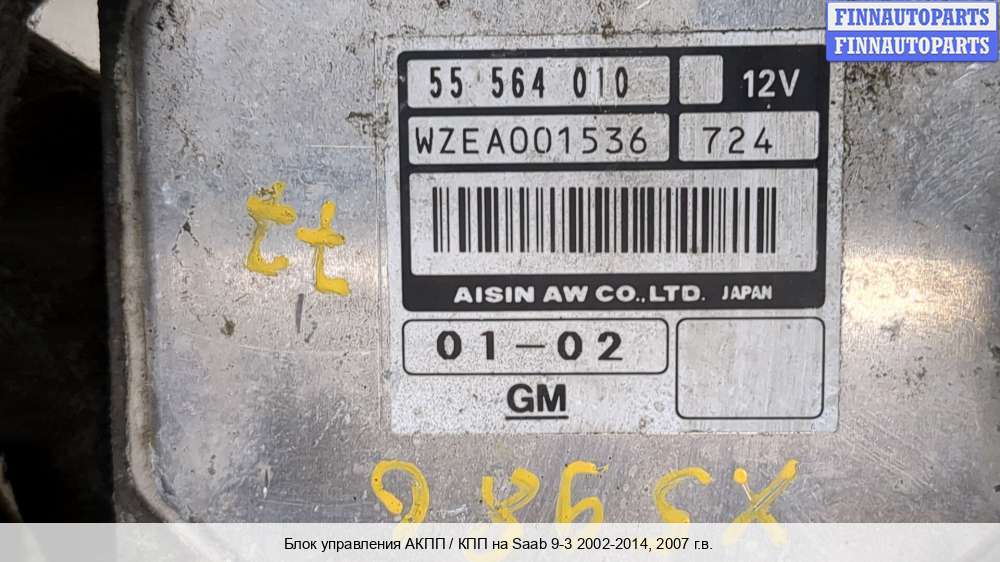 FINNAUTOPARTS
FINNAUTOPARTS
55 564 010 12V
WZEA001536 724
AISIN AW CO.,LTD. JAPAN
01-02
GM
Блок управления АКПП / КПП на Saab 9-3 2002-2014, 2007 г.в.